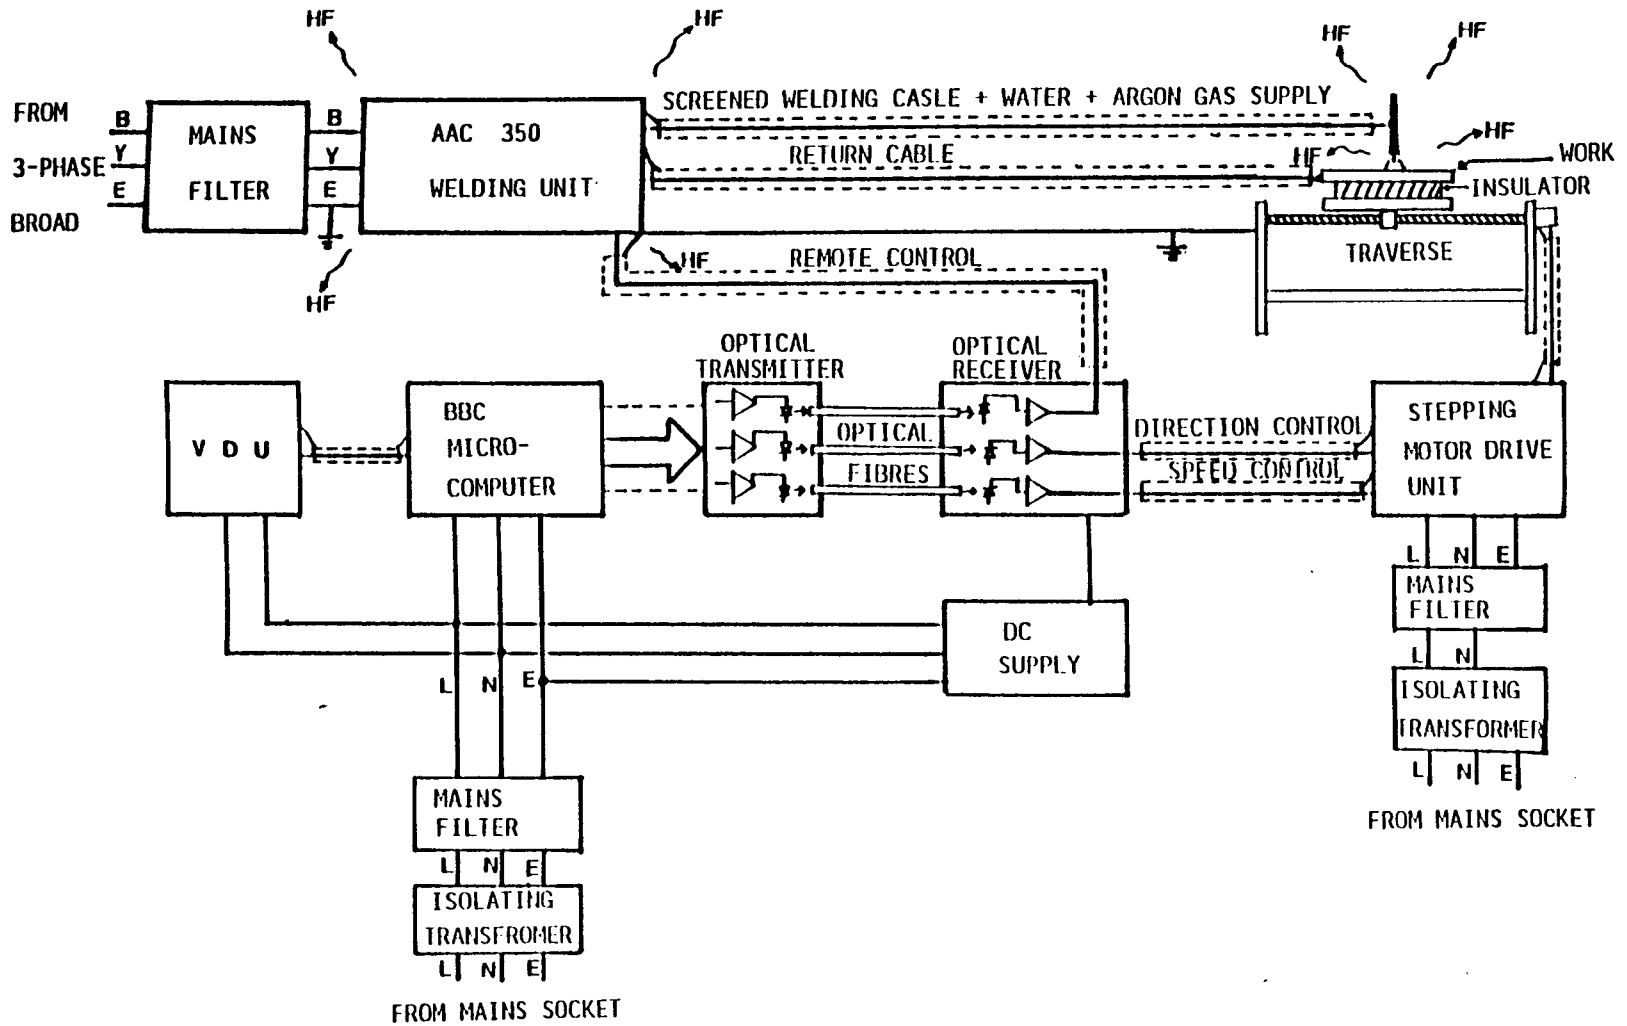 HF
HF
HF
HF
FROM
3-PHASE
BROAD
B
Y
E
MAINS
FILTER
B
Y
E
AAC 350
WELDING UNIT
SCREENED WELDING CASLE + WATER + ARGON GAS SUPPLY
RETURN CABLE
HF
HF
WORK
INSULATOR
TRAVERSE
HF
HF
REMOTE CONTROL
OPTICAL
TRANSMITTER
OPTICAL
RECEIVER
V D U
BBC
MICRO-
COMPUTER
OPTICAL
FIBRES
DIRECTION CONTROL
SPEED CONTROL
STEPPING
MOTOR DRIVE
UNIT
L N E
MAINS
FILTER
L N
ISOLATING
TRANSFORMER
L N E
FROM MAINS SOCKET
DC
SUPPLY
L N E
MAINS
FILTER
L N E
ISOLATING
TRANSFROMER
L N E
FROM MAINS SOCKET